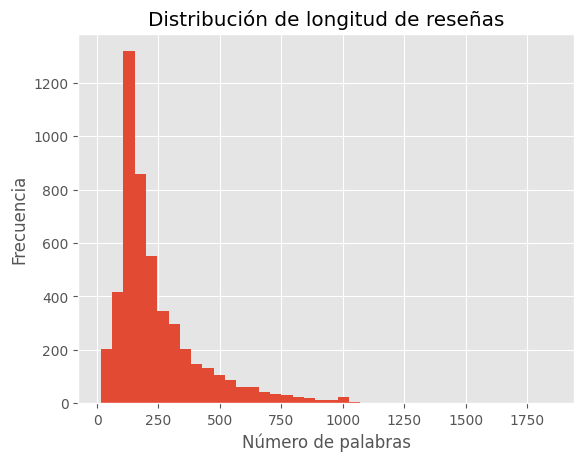 Distribución de longitud de reseñas
1200
1000
800
600
400
200
0
Frecuencia
0 250 500 750 1000 1250 1500 1750
Número de palabras